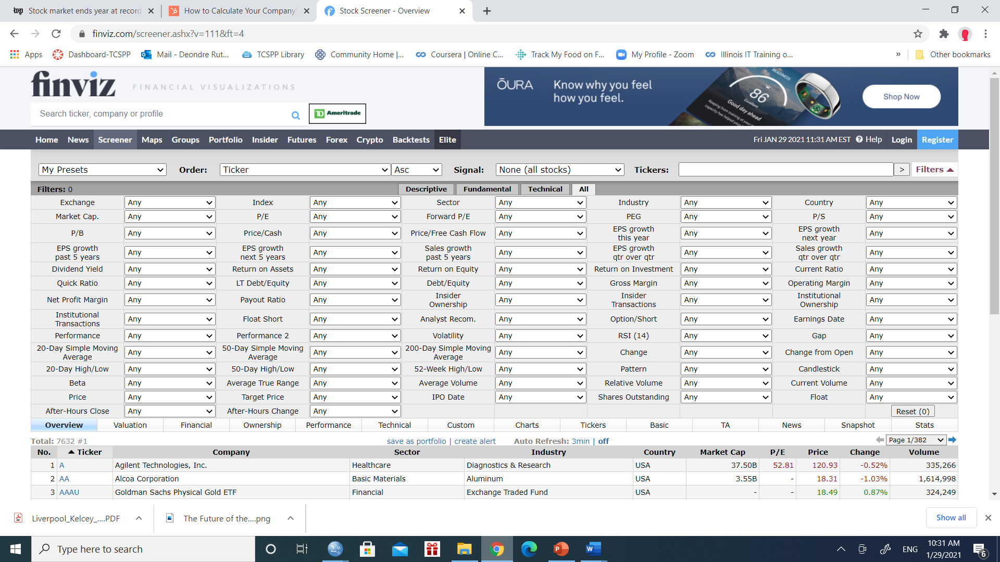 Stock market ends year at record
How to Calculate Your Company'
Stock Screener - Overview
finviz.com/screener.ashx?v=111&ft=4
Apps
Dashboard-TCSPP
Mail - Deondre Rut...
TCSPP Library
Community Home |...
Coursera | Online C...
Track My Food on F...
My Profile - Zoom
Illinois IT Training o...
»
Other bookmarks
finviz FINANCIAL VISUALIZATIONS
ŌURA
Know why you feel
how you feel.
READINESS
86
Excellent
Good day ahead
Shop Now
Search ticker, company or profile
TD Ameritrade
Home News Screener Maps Groups Portfolio Insider Futures Forex Crypto Backtests Elite
Fri JAN 29 2021 11:31 AM EST ? Help Login Register
My Presets Order: Ticker Asc Signal: None (all stocks) Tickers: > Filters
Filters: 0 Descriptive Fundamental Technical All
Exchange Any Index Any Sector Any Industry Any Country Any
Market Cap. Any P/E Any Forward P/E Any PEG Any P/S Any
P/B Any Price/Cash Any Price/Free Cash Flow Any EPS growth this year Any EPS growth next year Any
EPS growth past 5 years Any EPS growth next 5 years Any Sales growth past 5 years Any EPS growth qtr over qtr Any Sales growth qtr over qtr Any
Dividend Yield Any Return on Assets Any Return on Equity Any Return on Investment Any Current Ratio Any
Quick Ratio Any LT Debt/Equity Any Debt/Equity Any Gross Margin Any Operating Margin Any
Net Profit Margin Any Payout Ratio Any Insider Ownership Any Insider Transactions Any Institutional Ownership Any
Institutional Transactions Any Float Short Any Analyst Recom. Any Option/Short Any Earnings Date Any
Performance Any Performance 2 Any Volatility Any RSI (14) Any Gap Any
20-Day Simple Moving Average Any 50-Day Simple Moving Average Any 200-Day Simple Moving Average Any Change Any Change from Open Any
20-Day High/Low Any 50-Day High/Low Any 52-Week High/Low Any Pattern Any Candlestick Any
Beta Any Average True Range Any Average Volume Any Relative Volume Any Current Volume Any
Price Any Target Price Any IPO Date Any Shares Outstanding Any Float Any
After-Hours Close Any After-Hours Change Any Reset (0)
Overview Valuation Financial Ownership Performance Technical Custom Charts Tickers Basic TA News Snapshot Stats
Total: 7632 #1 save as portfolio | create alert Auto Refresh: 3min | off Page 1/382
No. Ticker Company Sector Industry Country Market Cap P/E Price Change Volume
1 A Agilent Technologies, Inc. Healthcare Diagnostics & Research USA 37.50B 52.81 120.93 -0.52% 335,266
2 AA Alcoa Corporation Basic Materials Aluminum USA 3.55B - 18.31 -1.03% 1,614,998
3 AAAU Goldman Sachs Physical Gold ETF Financial Exchange Traded Fund USA - - 18.49 0.87% 324,249
Liverpool_Kelcey_....PDF
The Future of the....png
Show all
Type here to search
ENG
10:31 AM
1/29/2021
6